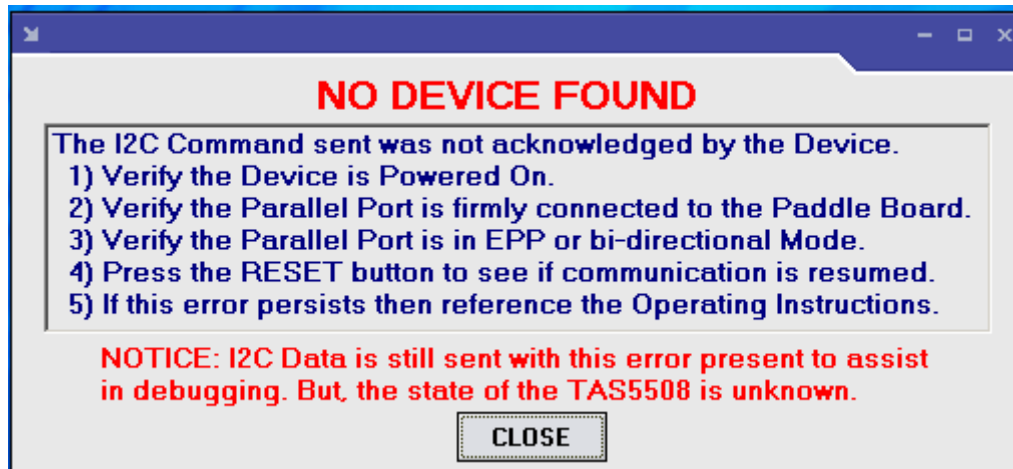 NO DEVICE FOUND
The I2C Command sent was not acknowledged by the Device.
1) Verify the Device is Powered On.
2) Verify the Parallel Port is firmly connected to the Paddle Board.
3) Verify the Parallel Port is in EPP or bi-directional Mode.
4) Press the RESET button to see if communication is resumed.
5) If this error persists then reference the Operating Instructions.
NOTICE: I2C Data is still sent with this error present to assist
in debugging. But, the state of the TAS5508 is unknown.
CLOSE